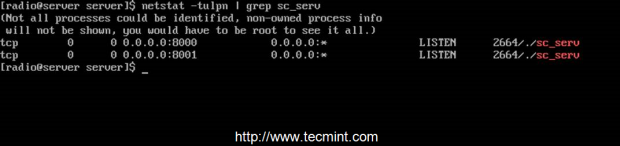 [radio@server server]$ netstat -tulpn | grep sc_serv
(Not all processes could be identified, non-owned process info
 will not be shown, you would have to be root to see it all.)
tcp        0      0 0.0.0.0:8000            0.0.0.0:*               LISTEN      2664/./sc_serv
tcp        0      0 0.0.0.0:8001            0.0.0.0:*               LISTEN      2664/./sc_serv
[radio@server server]$ _
http://www.tecmint.com